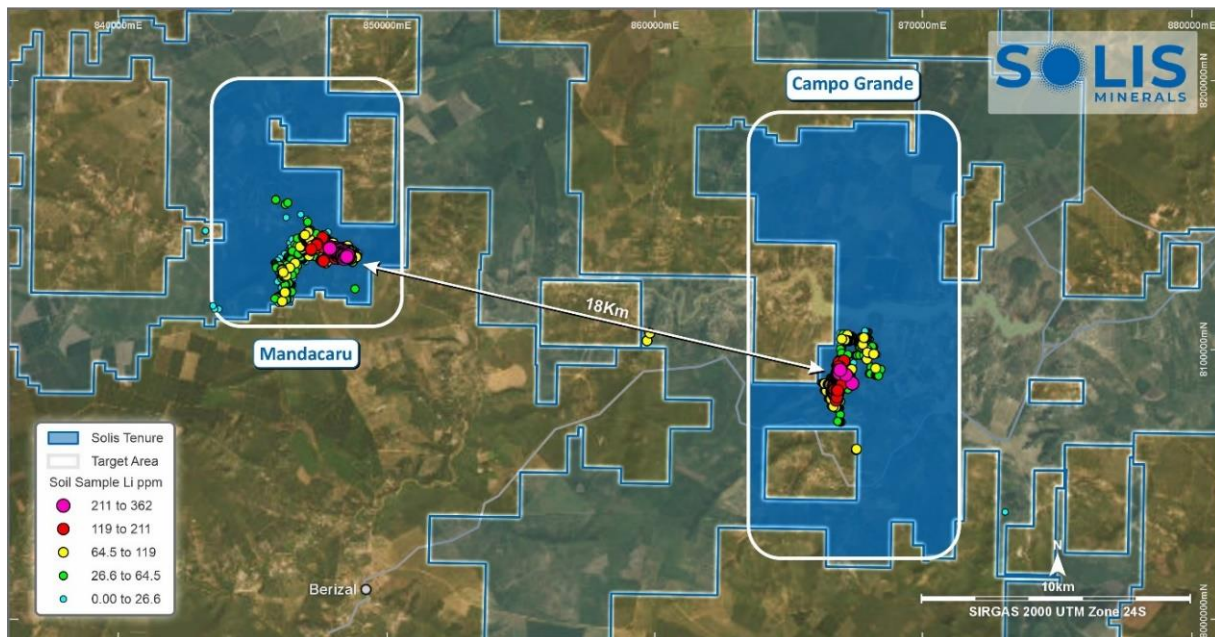 840000mE
850000mE
860000mE
870000mE
880000mE
SOLIS
MINERALS
Campo Grande
8200000mN
18Km
Mandacaru
8100000mN
Solis Tenure
Target Area
Soil Sample Li ppm
211 to 362
119 to 211
64.5 to 119
26.6 to 64.5
0.00 to 26.6
Berizal
N
10km
SIRGAS 2000 UTM Zone 24S
8000000mN